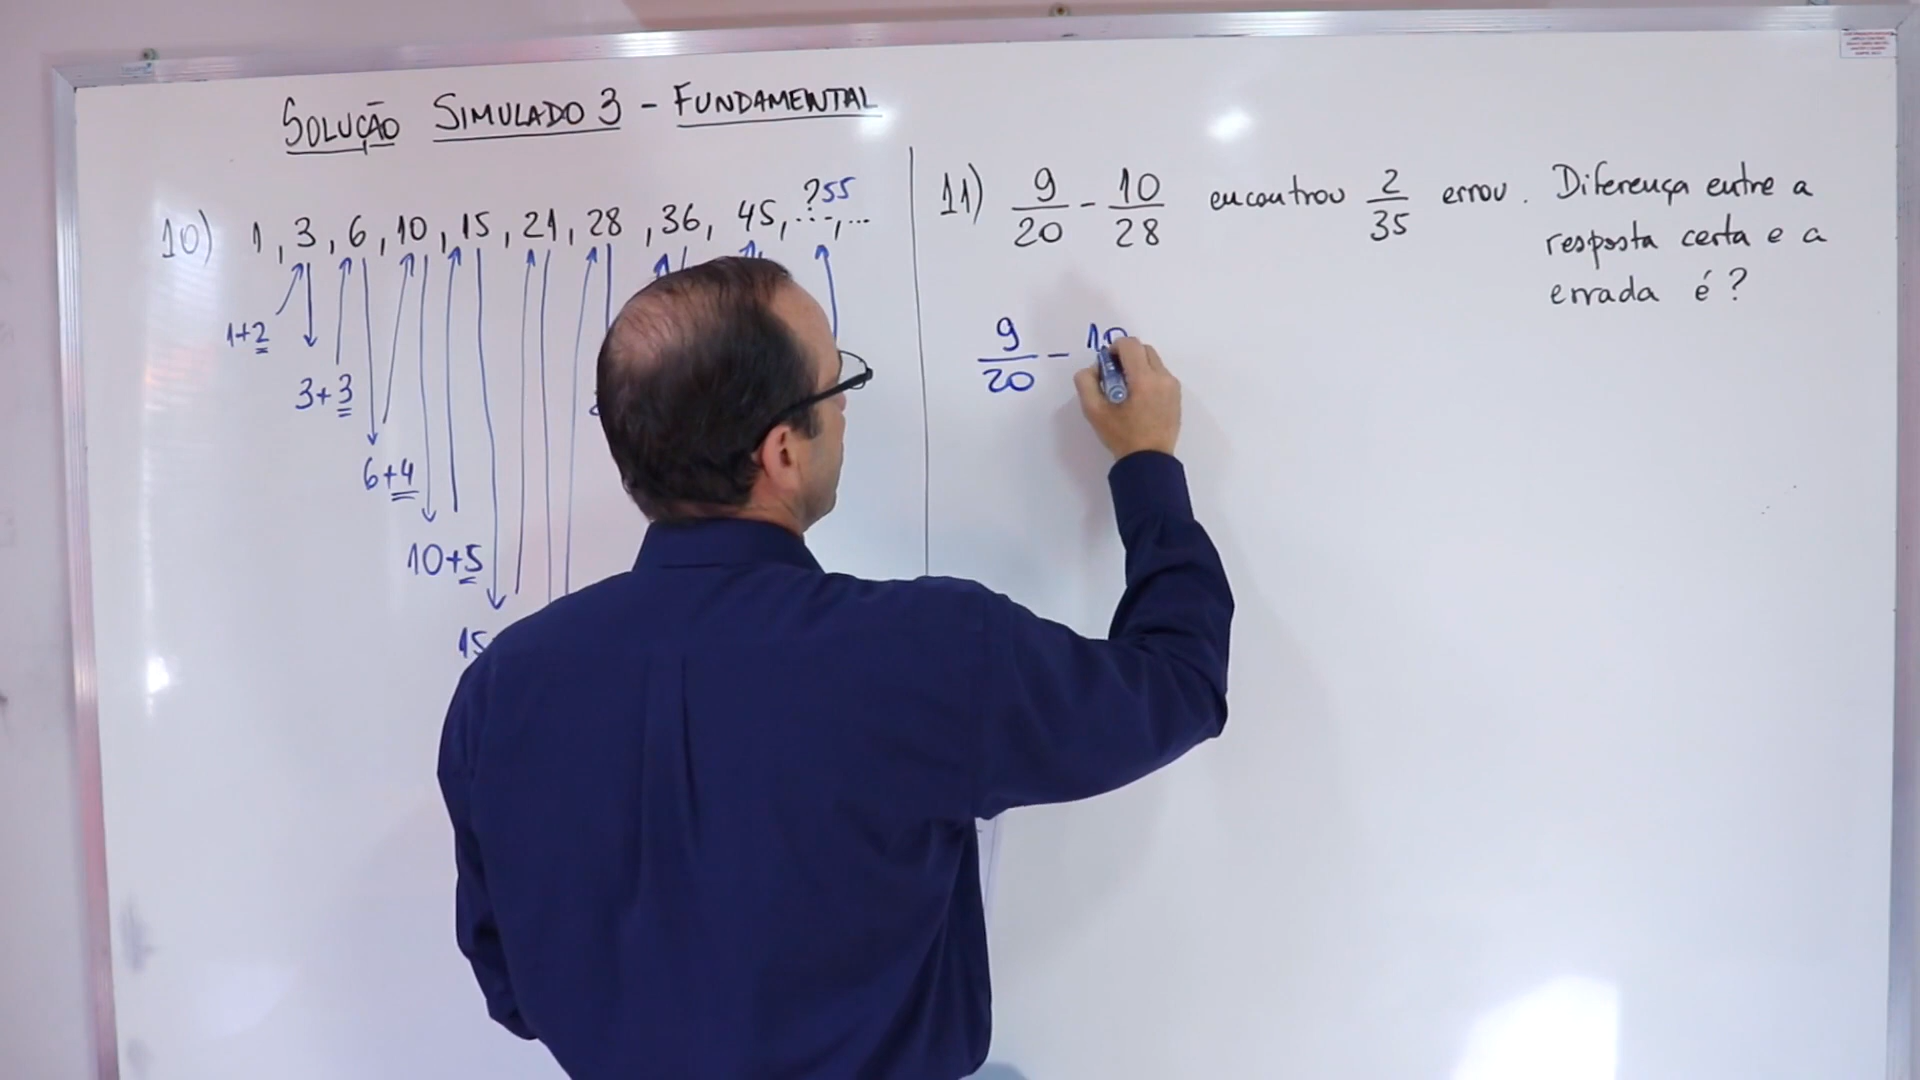 SOLUÇÃO SIMULADO 3 - FUNDAMENTAL
10) 1, 3, 6, 10, 15, 21, 28, 36, 45, ...?55, ...
1+2
3+3
6+4
10+5
15
11) 9/20 - 10/28 encontrou 2/35 errou. Diferença entre a
resposta certa e a
errada é?
9/20 - 10